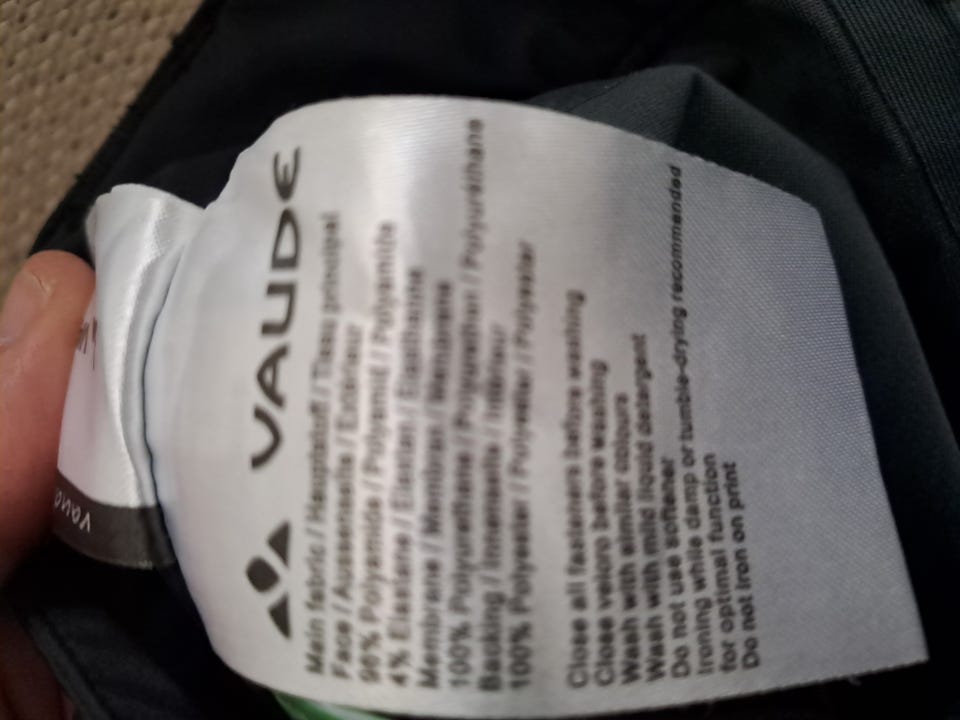 VAUDE
Main fabric / Hauptstoff / Tissu principal
Face / Aussenseite / Extérieur
96% Polyamide / Polyamid / Polyamide
4% Elastane / Elastan / Élasthanne
Membrane / Membran / Membrane
100% Polyurethane / Polyurethan / Polyuréthane
Backing / Innenseite / Intérieur
100% Polyester / Polyester / Polyester
Close all fasteners before washing
Close velcro before washing
Wash with similar colours
Wash with mild liquid detergent
Do not use softener
Ironing while damp or tumble-drying recommended
for optimal function
Do not iron on print